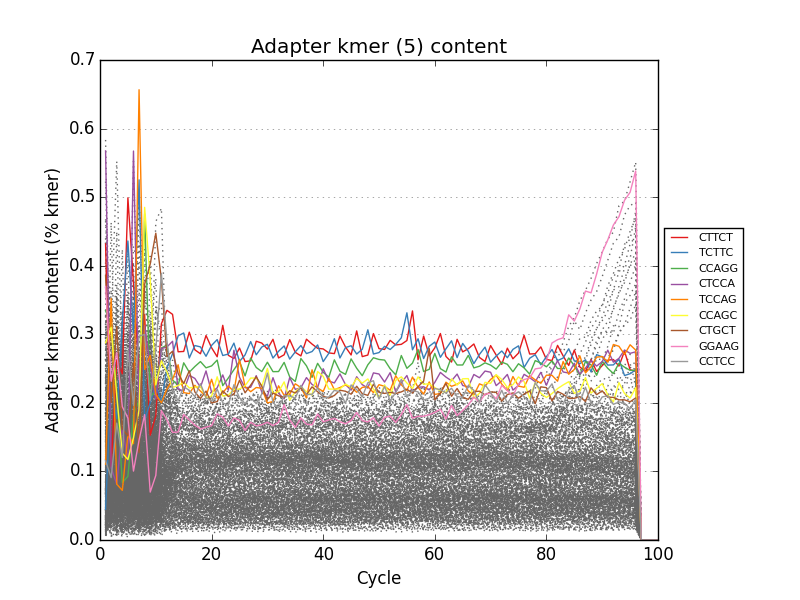 Adapter kmer (5) content
0.7
0.6
0.5
0.4
0.3
0.2
0.1
0.0
Adapter kmer content (% kmer)
0 20 40 60 80 100
Cycle
CTTCT
TCTTC
CCAGG
CTCCA
TCCAG
CCAGC
CTGCT
GGAAG
CCTCC